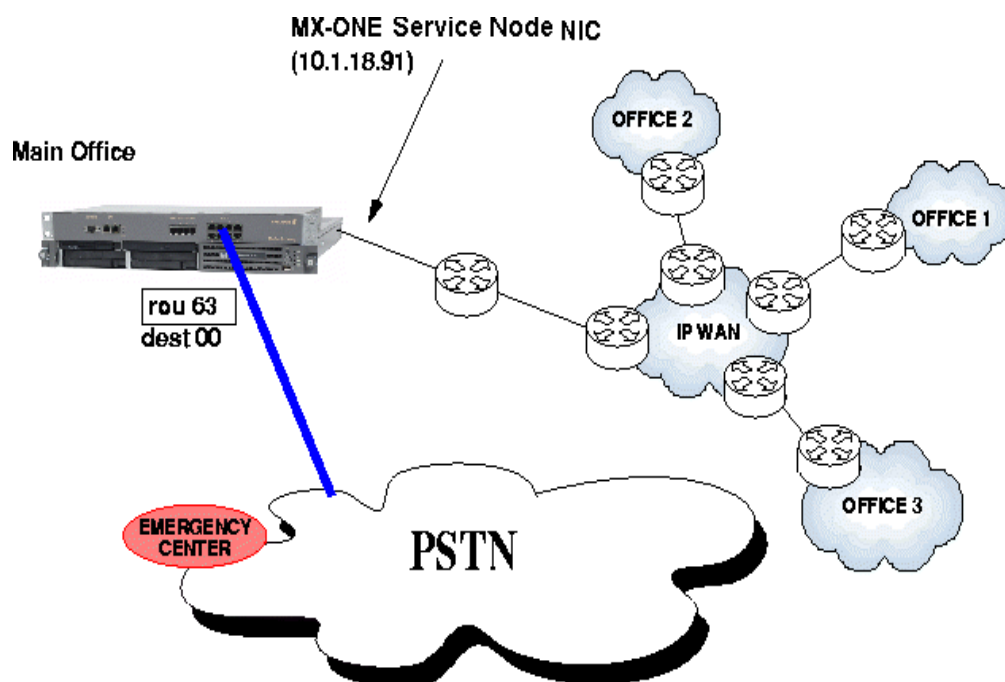 MX-ONE Service Node NIC
(10.1.18.91)
Main Office
OFFICE 2
OFFICE 1
rou 63
dest 00
IP WAN
OFFICE 3
EMERGENCY
CENTER
PSTN